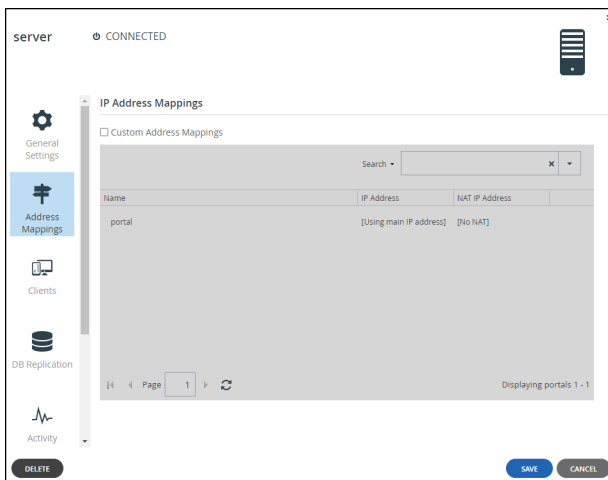 server
CONNECTED
General
Settings
Address
Mappings
Clients
DB Replication
Activity
IP Address Mappings
Custom Address Mappings
Search
Name IP Address NAT IP Address
portal [Using main IP address] [No NAT]
Page 1 Displaying portals 1 - 1
DELETE SAVE CANCEL